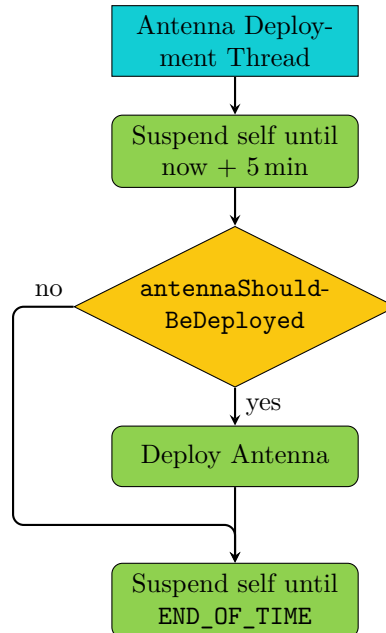 Antenna Deploy-
ment Thread
Suspend self until
now + 5 min
no
antennaShould-
BeDeployed
yes
Deploy Antenna
Suspend self until
END_OF_TIME